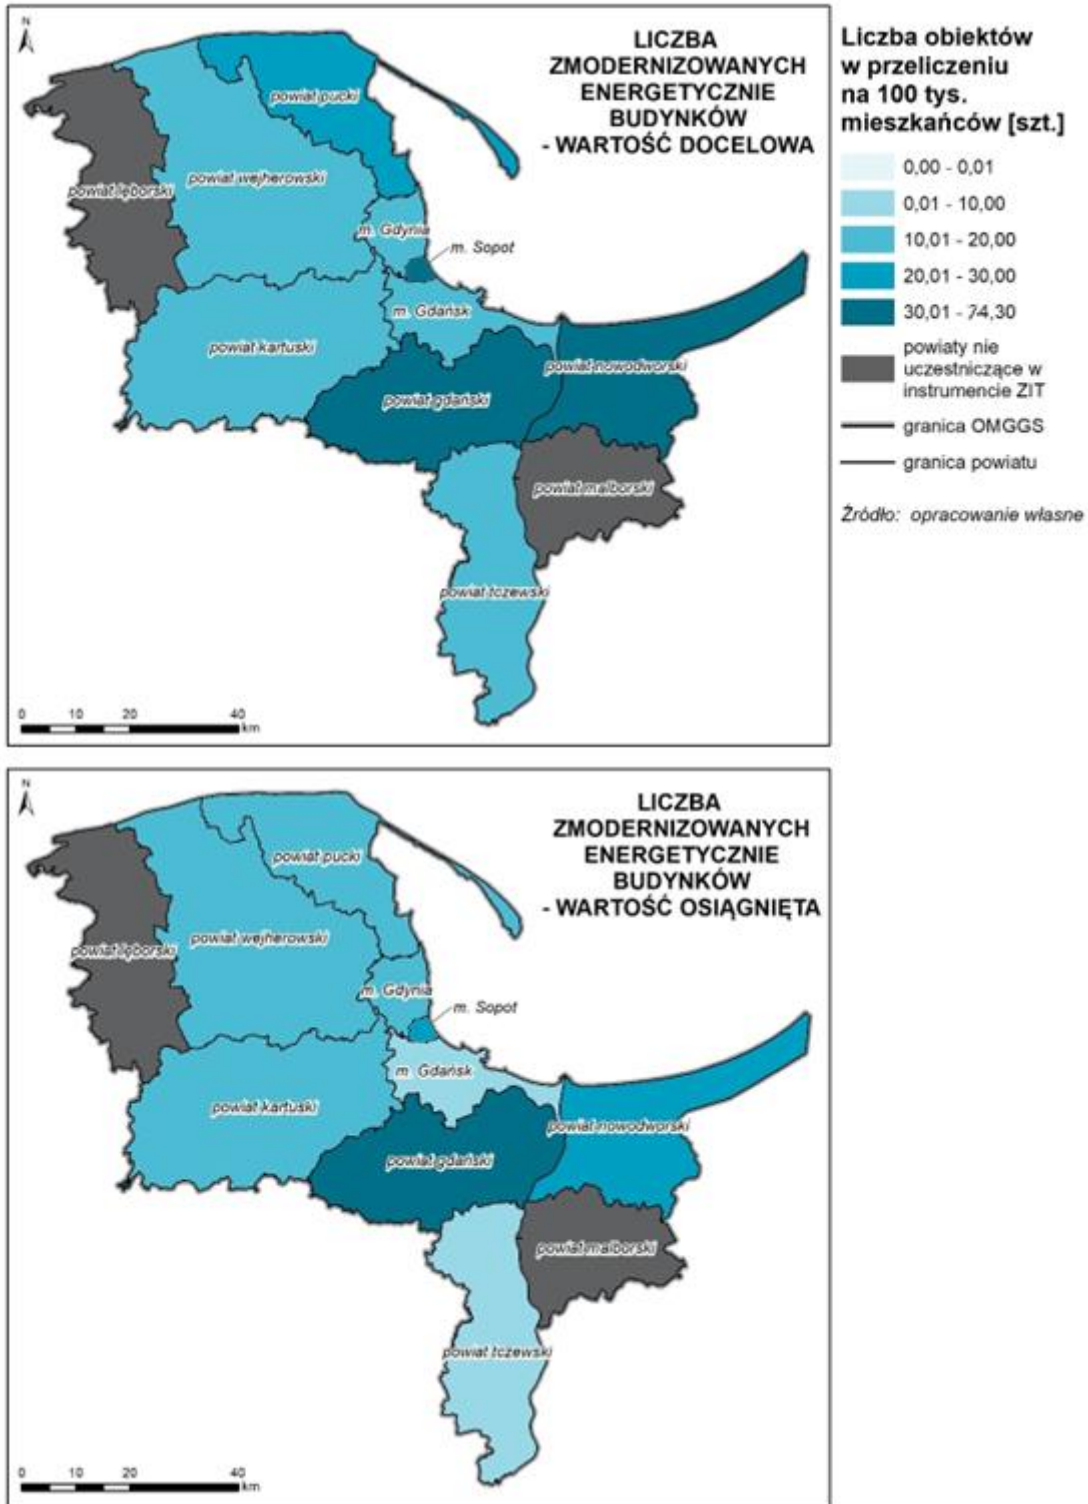 N
LICZBA
ZMODERNIZOWANYCH
ENERGETYCZNIE
BUDYNKÓW
- WARTOŚĆ DOCELOWA
powiat pucki
powiat lęborski
powiat wejherowski
m. Gdynia
m. Sopot
m. Gdańsk
powiat kartuski
powiat nowodworski
powiat gdański
powiat malborski
powiat tczewski
0 10 20 40
km
Liczba obiektów
w przeliczeniu
na 100 tys.
mieszkańców [szt.]
0,00 - 0,01
0,01 - 10,00
10,01 - 20,00
20,01 - 30,00
30,01 - 74,30
powiaty nie
uczestniczące w
instrumencie ZIT
granica OMGGS
granica powiatu
Źródło: opracowanie własne
N
LICZBA
ZMODERNIZOWANYCH
ENERGETYCZNIE
BUDYNKÓW
- WARTOŚĆ OSIĄGNIĘTA
powiat pucki
powiat wejherowski
powiat lęborski
m. Gdynia
m. Sopot
m. Gdańsk
powiat kartuski
powiat nowodworski
powiat gdański
powiat malborski
powiat tczewski
0 10 20 40
km